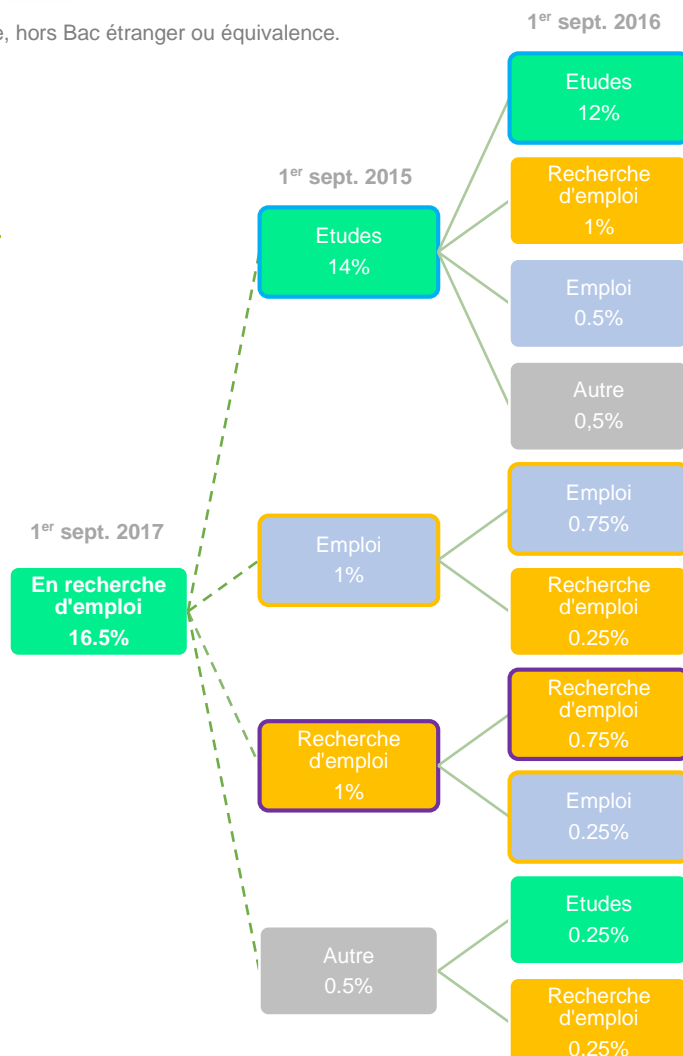 1er sept. 2016
, hors Bac étranger ou équivalence.
Etudes
12%
1er sept. 2015
Recherche
d'emploi
1%
Etudes
14%
Emploi
0.5%
Autre
0,5%
Emploi
0.75%
1er sept. 2017
Emploi
1%
En recherche
d'emploi
16.5%
Recherche
d'emploi
0.25%
Recherche
d'emploi
0.75%
Recherche
d'emploi
1%
Emploi
0.25%
Etudes
0.25%
Autre
0.5%
Recherche
d'emploi
0.25%